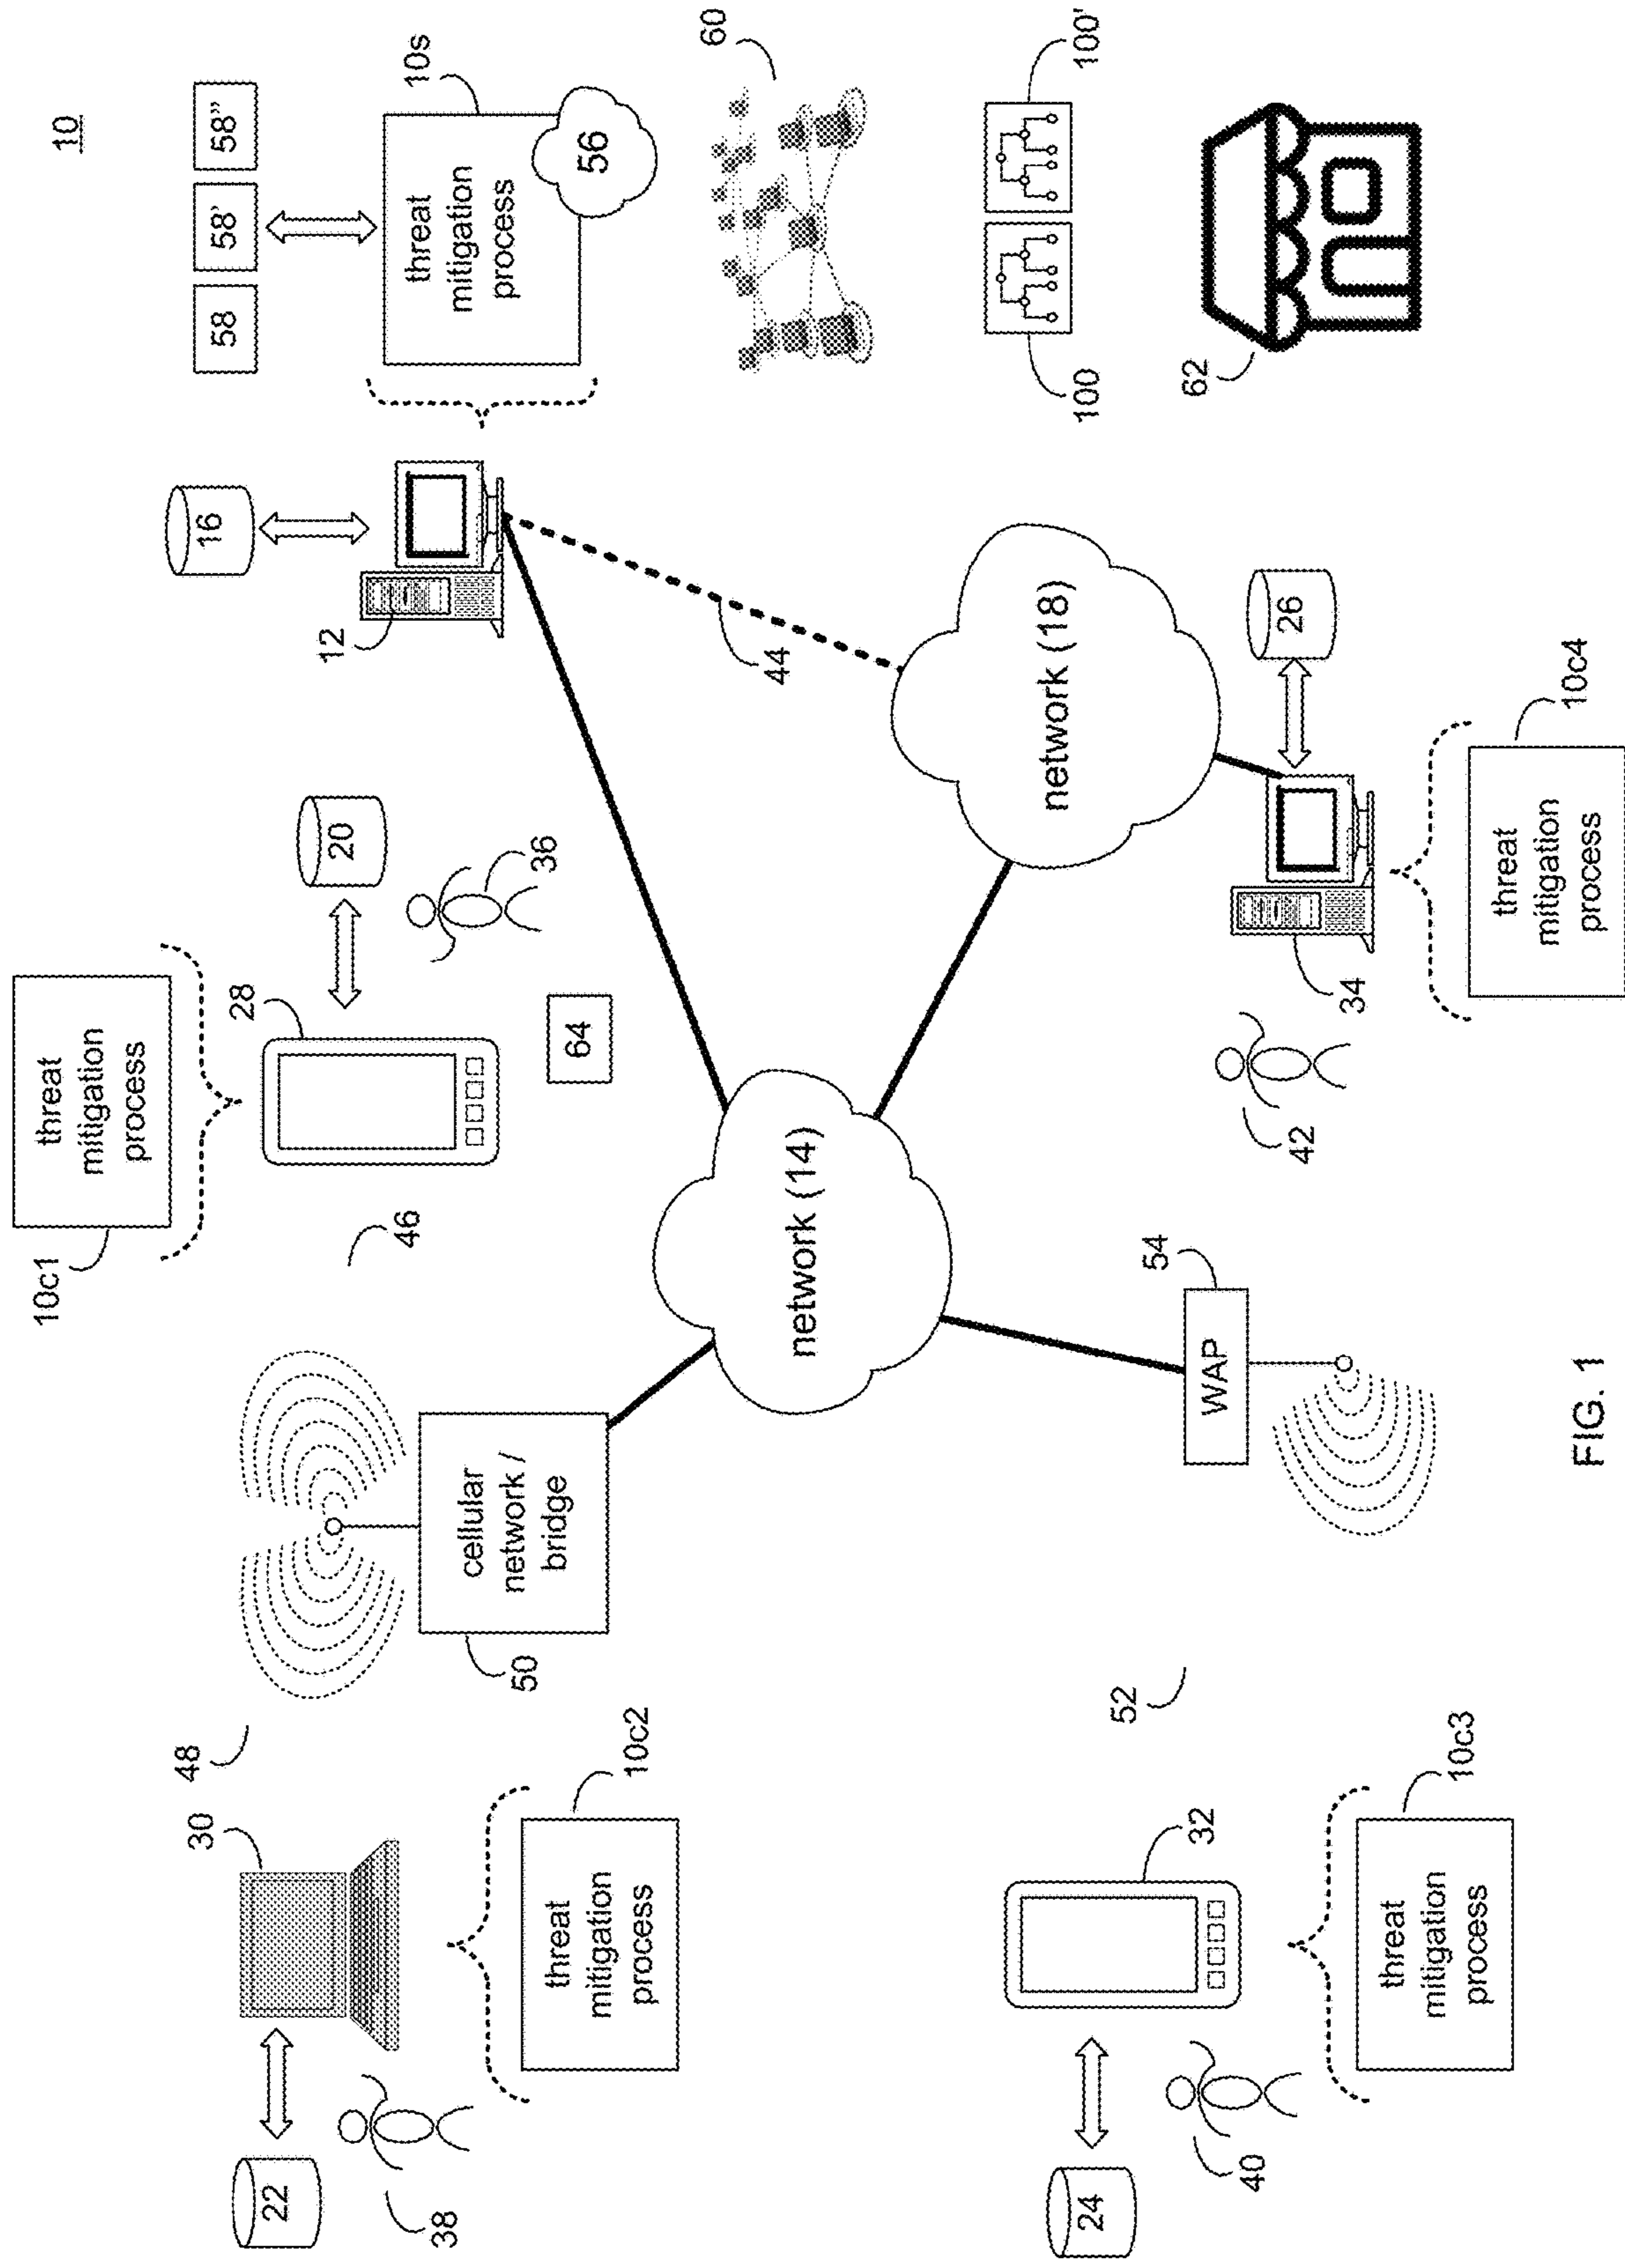 10
58
58'
58''
16
10s
threat
mitigation
process
56
12
60
44
100
100'
62
10c1
threat
mitigation
process
28
20
36
64
46
48
30
22
38
cellular
network /
bridge
50
10c2
threat
mitigation
process
network (14)
network (18)
26
34
42
10c4
threat
mitigation
process
54
WAP
52
32
24
40
10c3
threat
mitigation
process
FIG. 1